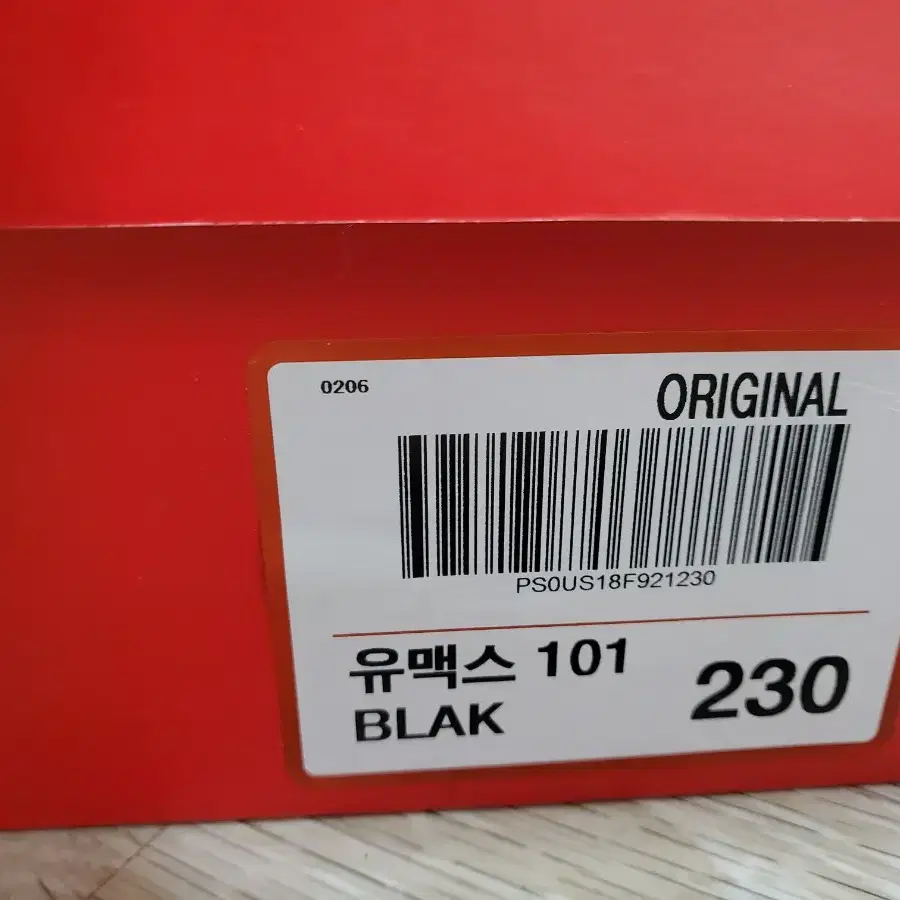 0206
ORIGINAL
PS0US18F921230
유맥스 101
BLAK
230